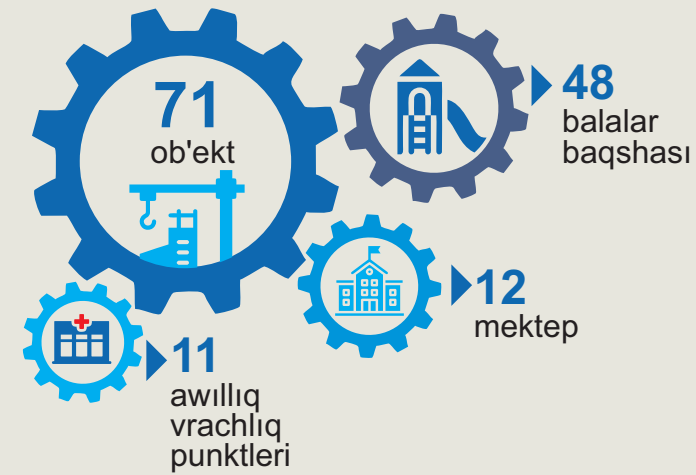 71
ob'ekt
48
balalar
baqshası
12
mektep
11
awıllıq
vrachlıq
punktleri